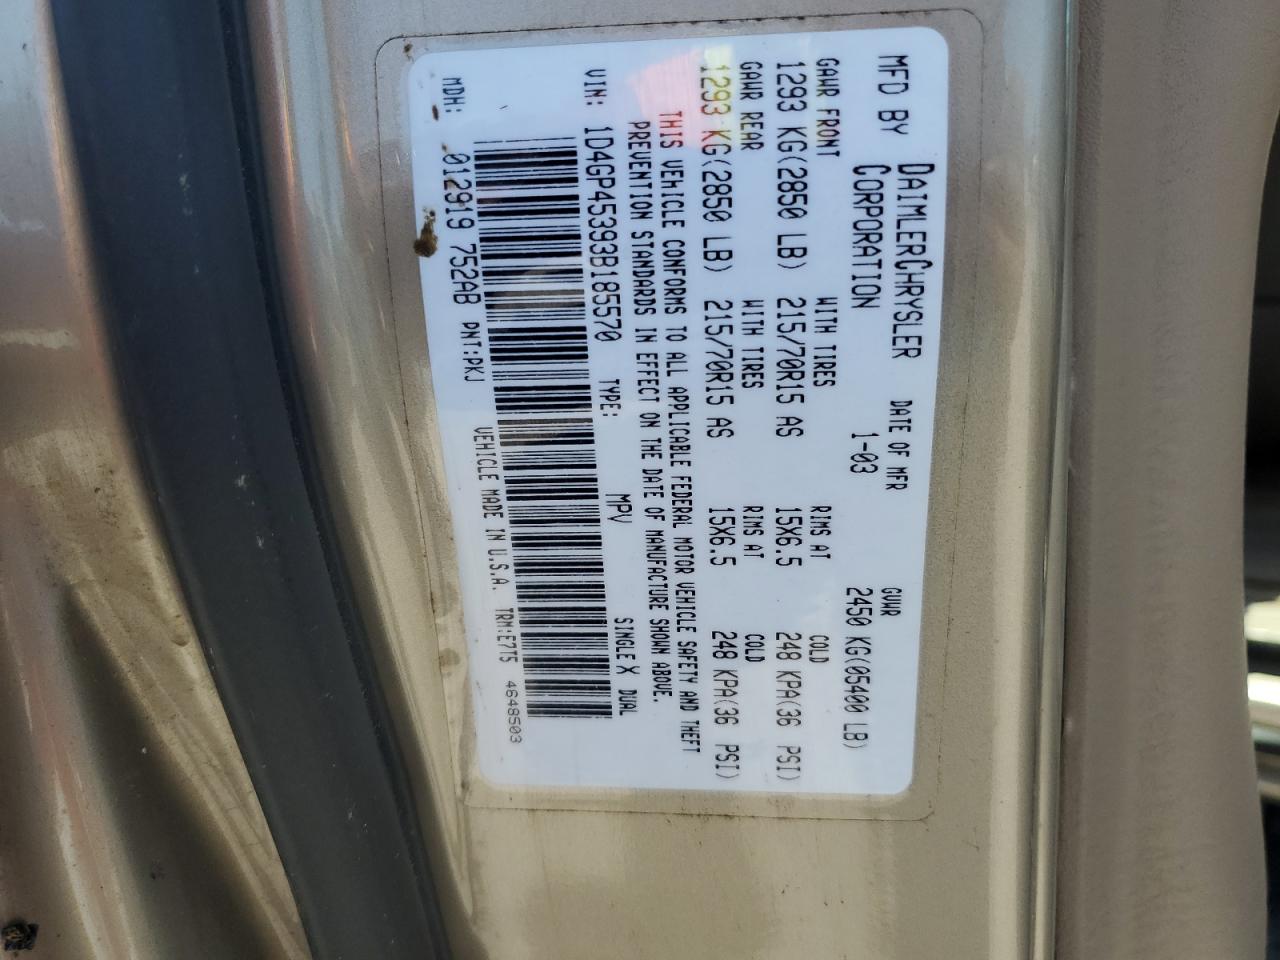 MFD BY DAIMLERCHRYSLER CORPORATION
DATE OF MFR GVWR
1-03 2450 KG(05400 LB)
GAWR FRONT WITH TIRES RIMS AT COLD
1293 KG(2850 LB) 215/70R15 AS 15X6.5 248 KPA(36 PSI)
GAWR REAR WITH TIRES RIMS AT COLD
1293 KG(2850 LB) 215/70R15 AS 15X6.5 248 KPA(36 PSI)
THIS VEHICLE CONFORMS TO ALL APPLICABLE FEDERAL MOTOR VEHICLE SAFETY AND THEFT
PREVENTION STANDARDS IN EFFECT ON THE DATE OF MANUFACTURE SHOWN ABOVE.
VIN: 1D4GP45393B185570 TYPE: MPV SINGLE X DUAL
MDH: 012919 752AB PNT:PKJ
VEHICLE MADE IN U.S.A. TRM:E7T5 4648503